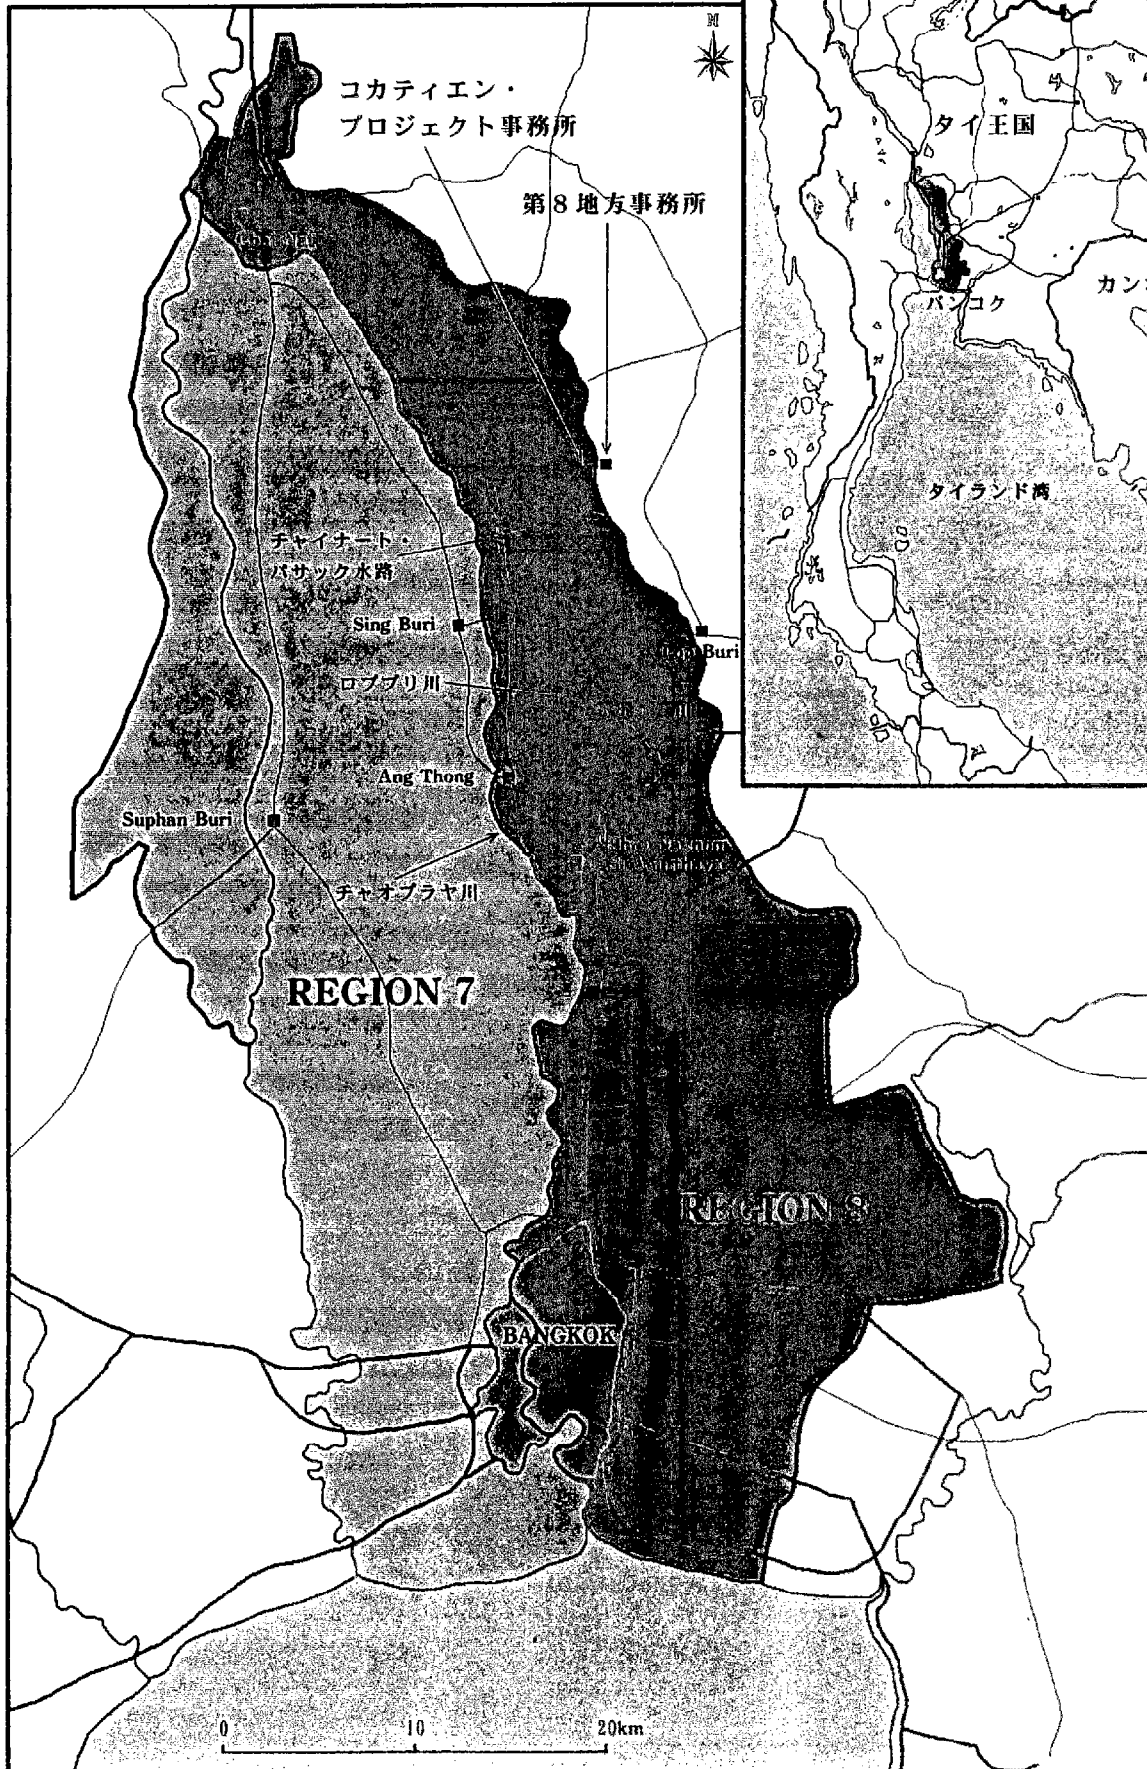 N
コカティエン・
プロジェクト事務所
第8地方事務所
タイ王国
バンコク
タイランド湾
チャイナート・
パサック水路
Sing Buri
Buri
ロブブリ川
Ang Thong
Suphan Buri
チャオプラヤ川
REGION 7
REGION 8
BANGKOK
0 10 20km